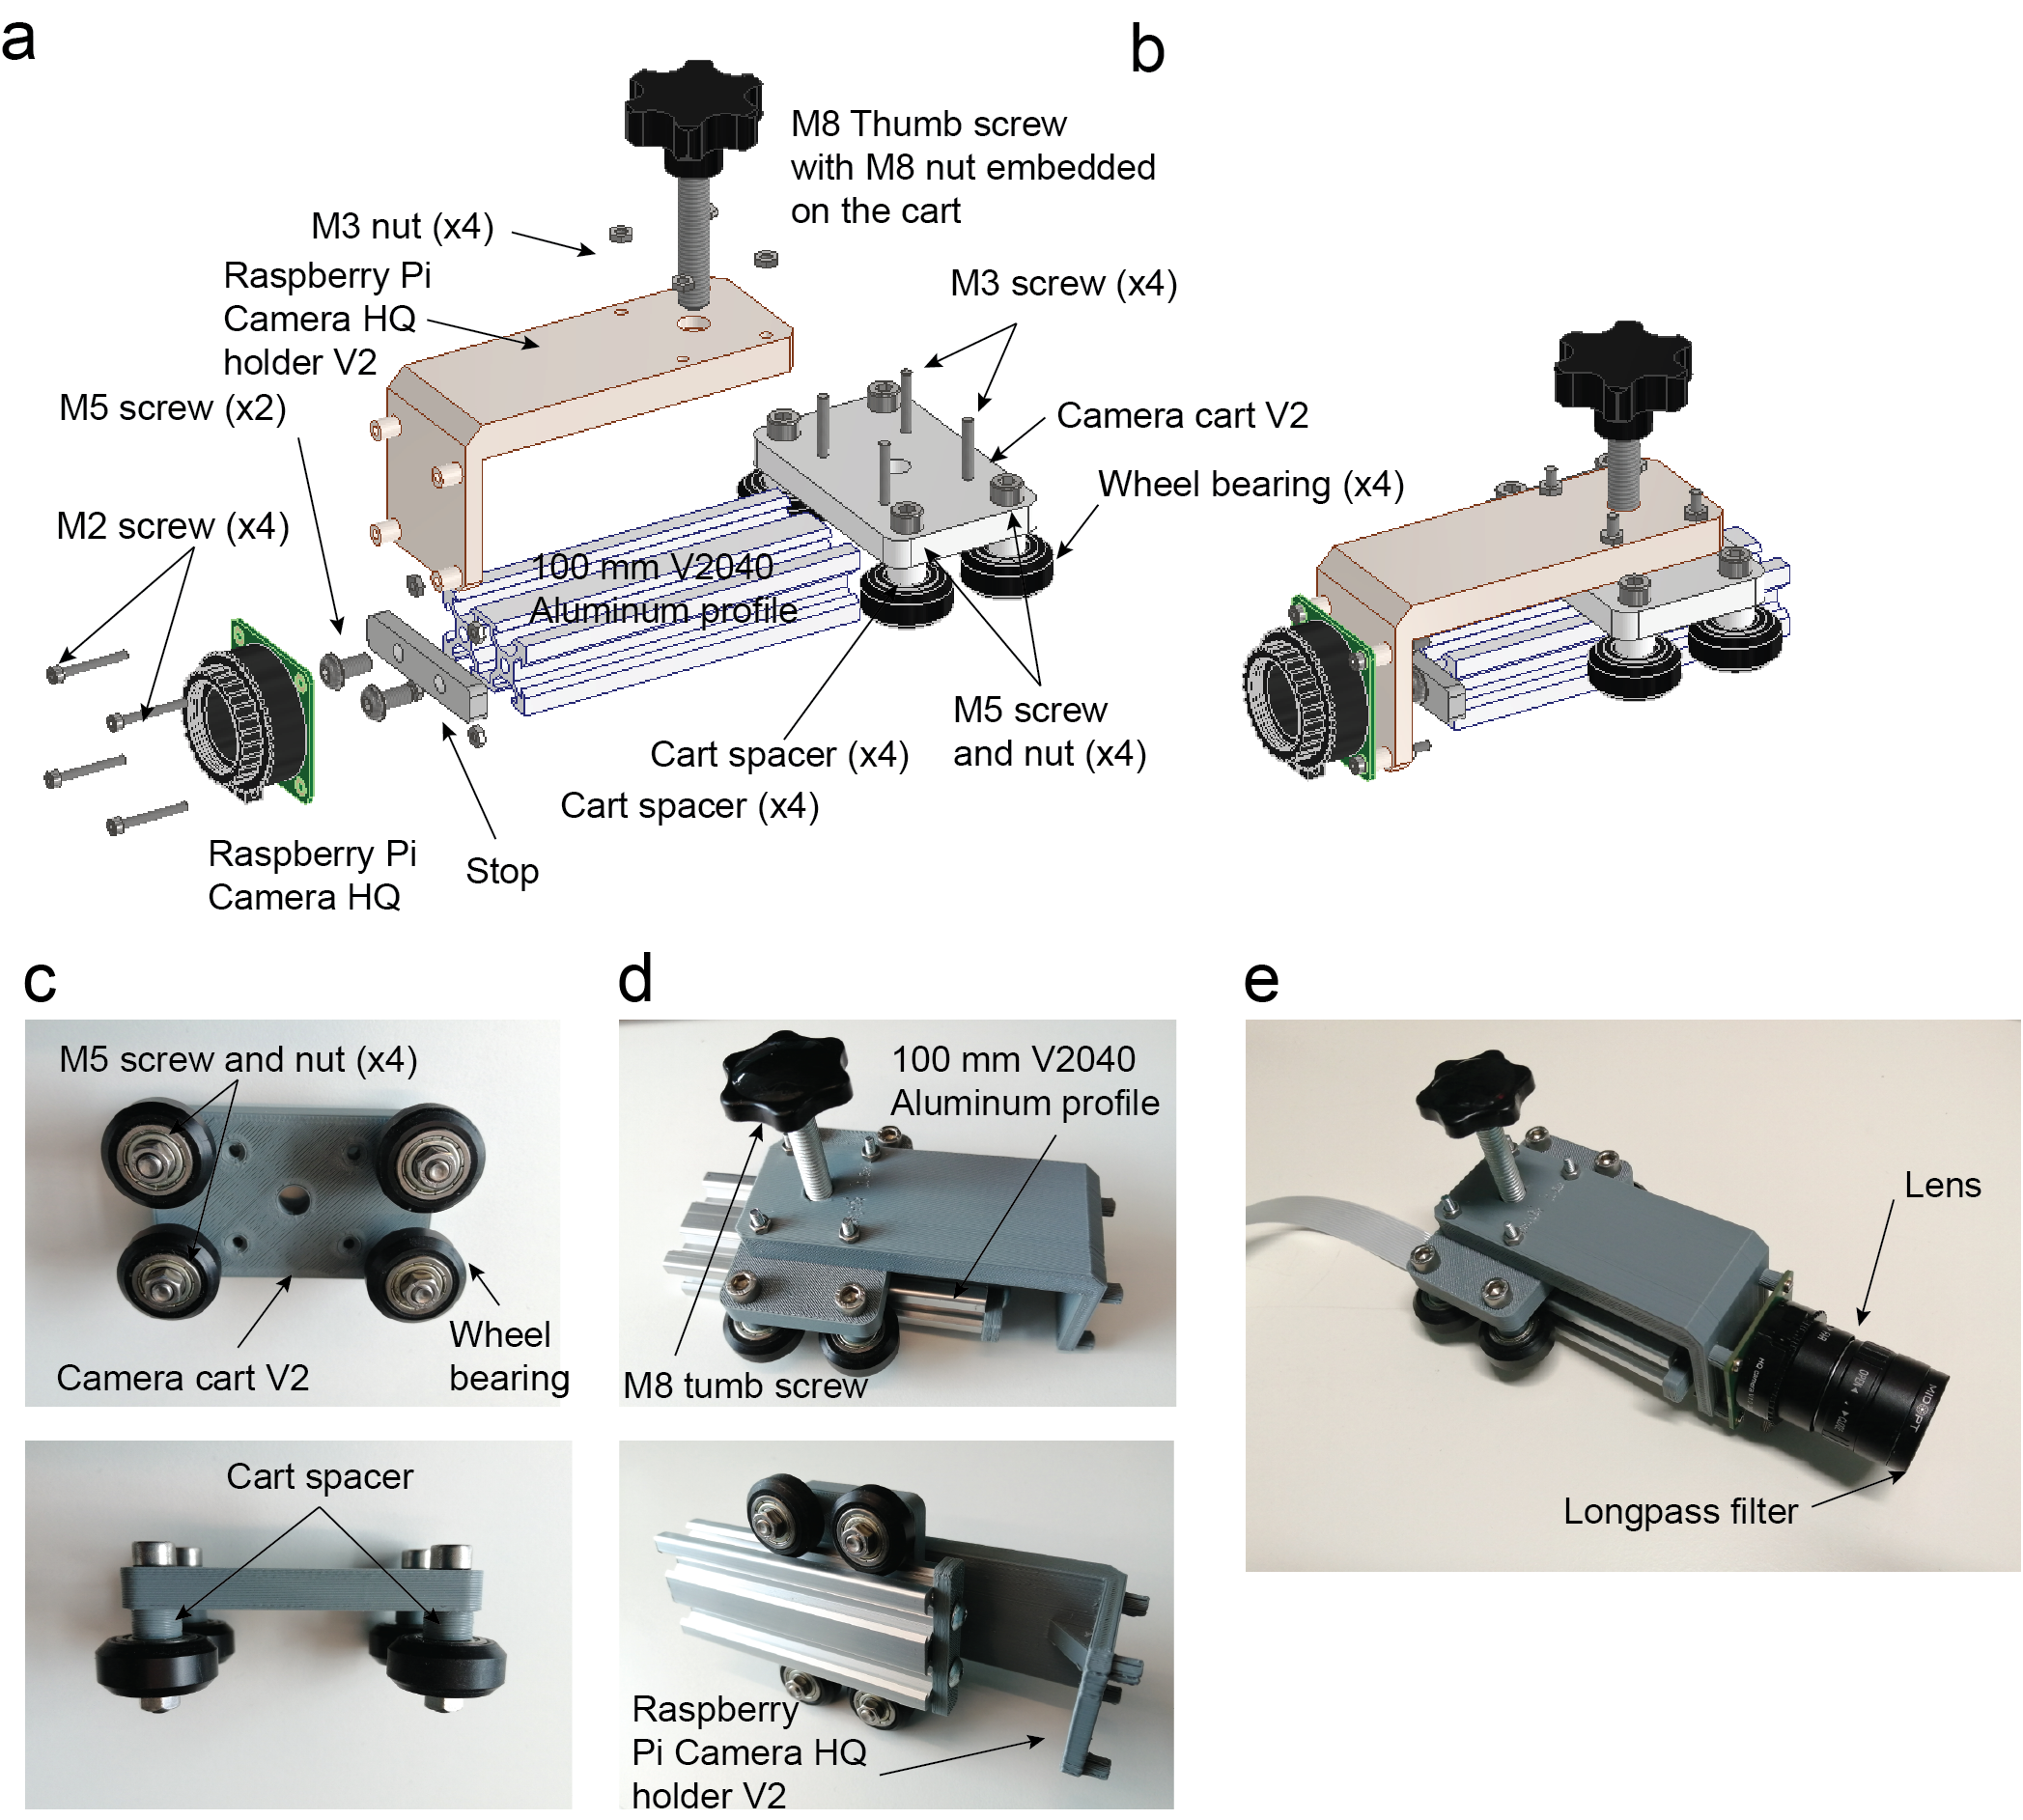 a
b
M8 Thumb screw
with M8 nut embedded
on the cart
M3 nut (x4)
Raspberry Pi
Camera HQ
holder V2
M3 screw (x4)
M5 screw (x2)
Camera cart V2
Wheel bearing (x4)
M2 screw (x4)
100 mm V2040
Aluminum profile
M5 screw
and nut (x4)
Cart spacer (x4)
Cart spacer (x4)
Raspberry Pi
Camera HQ
Stop
c
M5 screw and nut (x4)
Wheel
bearing
Camera cart V2
Cart spacer
d
100 mm V2040
Aluminum profile
M8 tumb screw
Raspberry
Pi Camera HQ
holder V2
e
Lens
OPEN
MIDOPT
Longpass filter